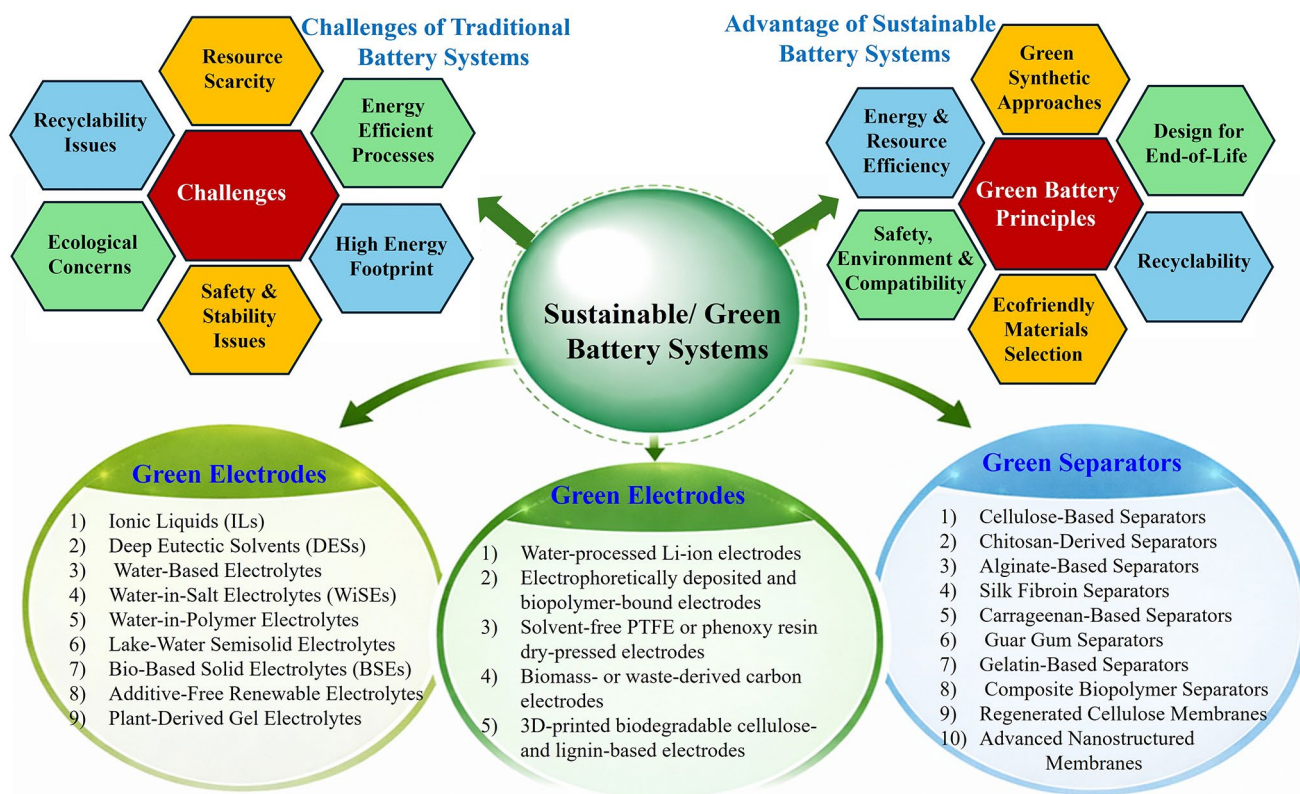 Challenges of Traditional
Battery Systems
Resource
Scarcity
Energy
Efficient
Processes
Recyclability
Issues
Challenges
Ecological
Concerns
High Energy
Footprint
Safety &
Stability
Issues
Advantage of Sustainable
Battery Systems
Green
Synthetic
Approaches
Energy &
Resource
Efficiency
Design for
End-of-Life
Green Battery
Principles
Safety,
Environment &
Compatibility
Recyclability
Ecofriendly
Materials
Selection
Sustainable/ Green
Battery Systems
Green Electrodes
1) Ionic Liquids (ILs)
2) Deep Eutectic Solvents (DESs)
3) Water-Based Electrolytes
4) Water-in-Salt Electrolytes (WiSEs)
5) Water-in-Polymer Electrolytes
6) Lake-Water Semisolid Electrolytes
7) Bio-Based Solid Electrolytes (BSEs)
8) Additive-Free Renewable Electrolytes
9) Plant-Derived Gel Electrolytes
Green Electrodes
1) Water-processed Li-ion electrodes
2) Electrophoretically deposited and
biopolymer-bound electrodes
3) Solvent-free PTFE or phenoxy resin
dry-pressed electrodes
4) Biomass- or waste-derived carbon
electrodes
5) 3D-printed biodegradable cellulose-
and lignin-based electrodes
Green Separators
1) Cellulose-Based Separators
2) Chitosan-Derived Separators
3) Alginate-Based Separators
4) Silk Fibroin Separators
5) Carrageenan-Based Separators
6) Guar Gum Separators
7) Gelatin-Based Separators
8) Composite Biopolymer Separators
9) Regenerated Cellulose Membranes
10) Advanced Nanostructured
Membranes